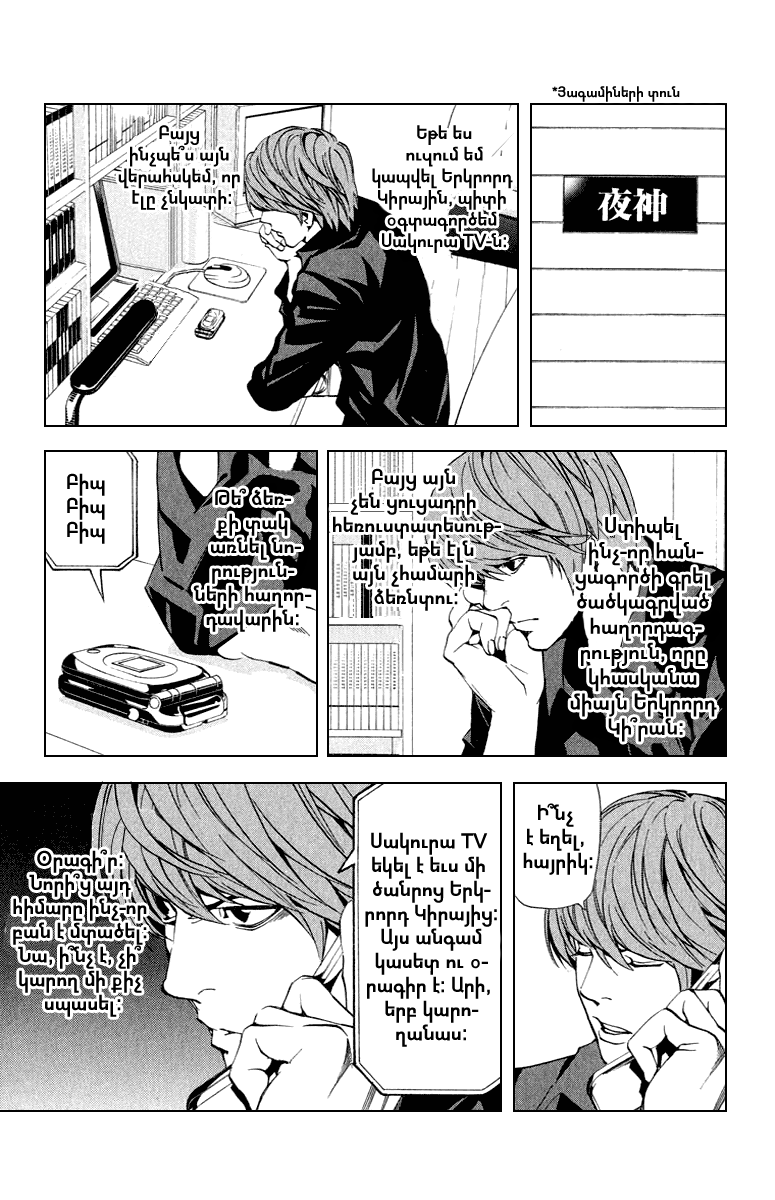 *Յագամիների տուն
夜神
Եթե ես
ուզում եմ
կապվել Երկրորդ
Կիրային, պիտի
օգտագործեմ
Սակուրա TV-ն:
Բայց
ինչպե՞ս այն
վերահսկեմ, որ
էլը չնկատի:
Ստիպել
ինչ-որ հան-
ցագործի գրել
ծածկագրված
հաղորդագ-
րություն, որը
կհասկանա
միայն Երկրորդ
Կի՞րան:
Բայց այն
չեն ցուցադրի
հեռուստատեսութ-
յամբ, եթե էլն
այն չհամարի
ձեռնտու:
Թե՞ ձեռ-
քի տակ
առնել նո-
րություն-
ների հաղոր-
դավարին:
Բիպ
Բիպ
Բիպ
Ի՞նչ
է եղել,
հայրիկ:
Սակուրա TV
եկել է ևս մի
ծանրոց Երկ-
րորդ Կիրայից:
Այս անգամ
կասետ ու օ-
րագիր է: Արի,
երբ կարո-
ղանաս:
Օրագի՞ր:
Նորի՞ց այդ
հիմարը ինչ-որ
բան է մտածել:
Նա, ի՞նչ է, չի՞
կարող մի քիչ
սպասել: